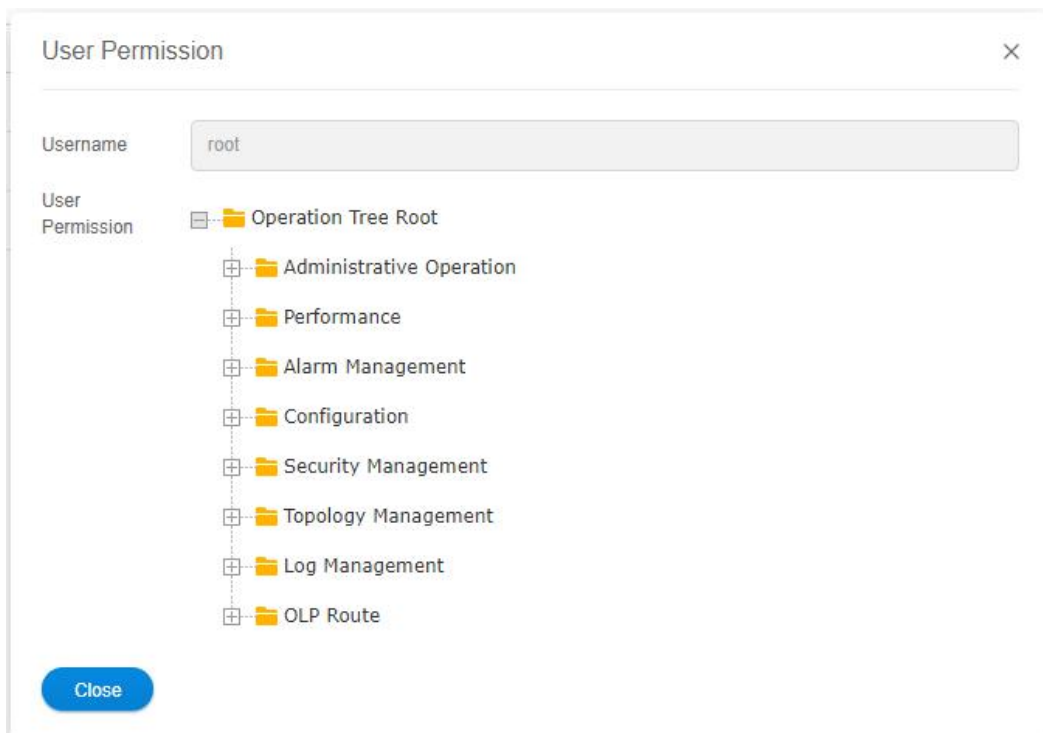 User Permission
Username
root
User
Permission
Operation Tree Root
Administrative Operation
Performance
Alarm Management
Configuration
Security Management
Topology Management
Log Management
OLP Route
Close